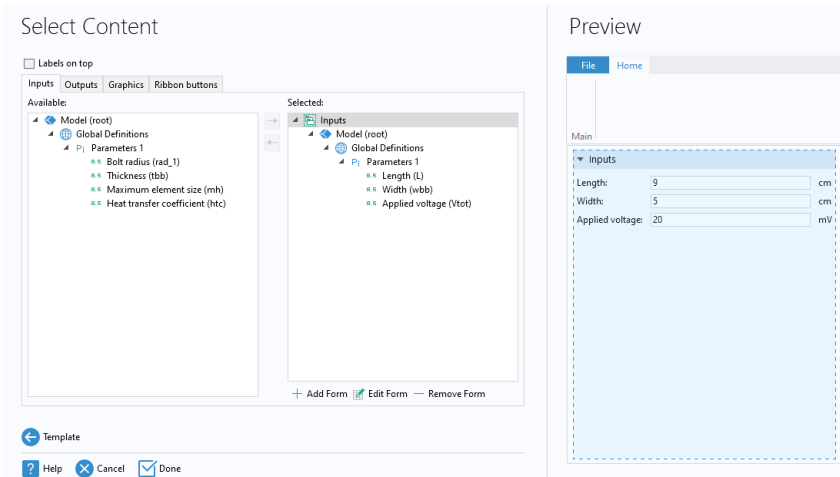 Select Content
Labels on top
Inputs Outputs Graphics Ribbon buttons
Available:
Model (root)
Global Definitions
Pi Parameters 1
Bolt radius (rad_1)
Thickness (tbb)
Maximum element size (mh)
Heat transfer coefficient (htc)
Selected:
Inputs
Model (root)
Global Definitions
Pi Parameters 1
Length (L)
Width (wbb)
Applied voltage (Vtot)
Add Form Edit Form Remove Form
Template
? Help Cancel Done
Preview
File Home
Main
Inputs
Length: 9 cm
Width: 5 cm
Applied voltage: 20 mV